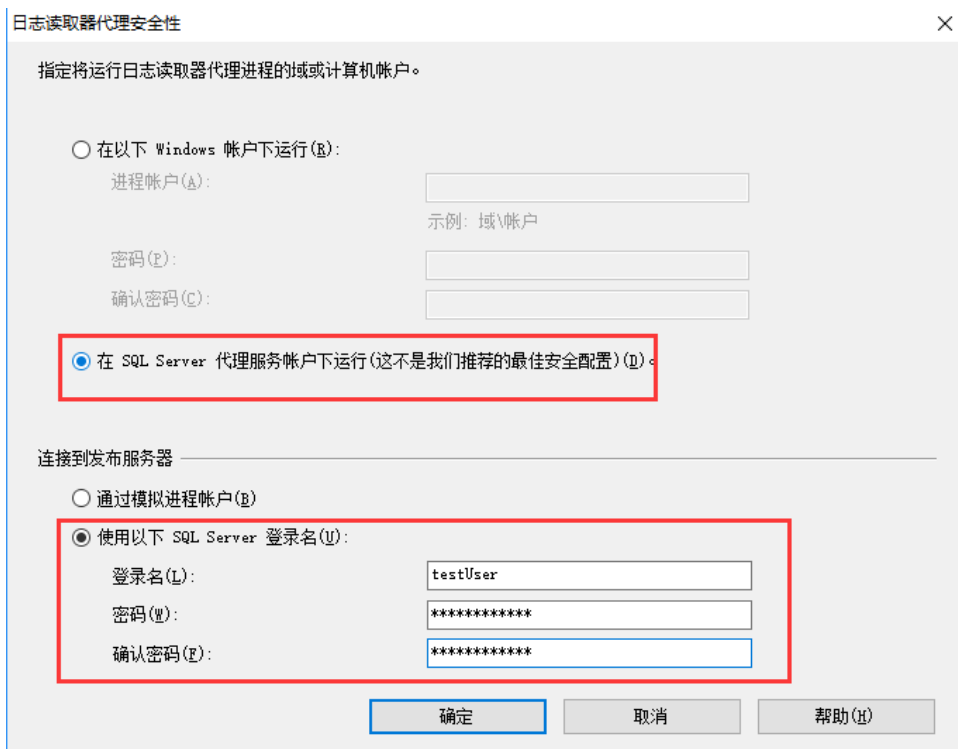 日志读取器代理安全性
指定将运行日志读取器代理进程的域或计算机帐户。
在以下 Windows 帐户下运行(R):
进程帐户(A):
示例: 域\帐户
密码(P):
确认密码(C):
在 SQL Server 代理服务帐户下运行(这不是我们推荐的最佳安全配置)(D)。
连接到发布服务器
通过模拟进程帐户(B)
使用以下 SQL Server 登录名(U):
登录名(L): testUser
密码(W): ************
确认密码(F): ************
确定 取消 帮助(H)